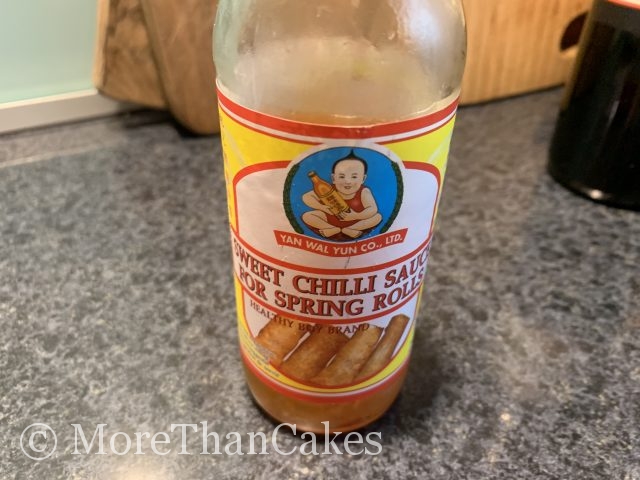 YAN WAL YUN CO., LTD.
SWEET CHILLI SAUCE
FOR SPRING ROLLS
HEALTHY BOY BRAND
© MoreThanCakes